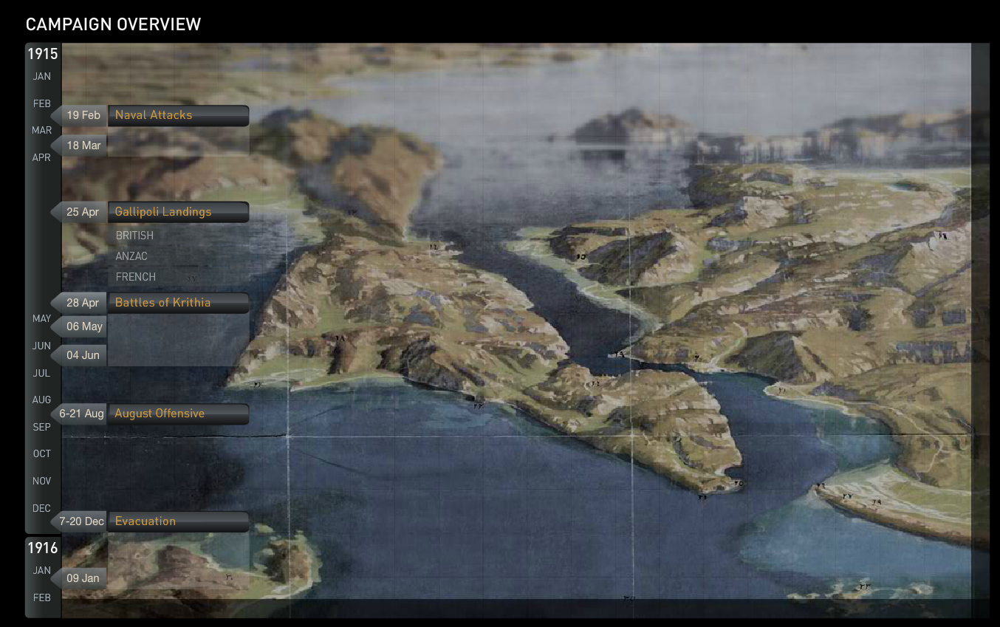 CAMPAIGN OVERVIEW
1915
JAN
FEB
19 Feb Naval Attacks
MAR
18 Mar
APR
25 Apr Gallipoli Landings
BRITISH
ANZAC
FRENCH
28 Apr Battles of Krithia
MAY
06 May
JUN
04 Jun
JUL
AUG
6-21 Aug August Offensive
SEP
OCT
NOV
DEC
7-20 Dec Evacuation
1916
JAN
09 Jan
FEB